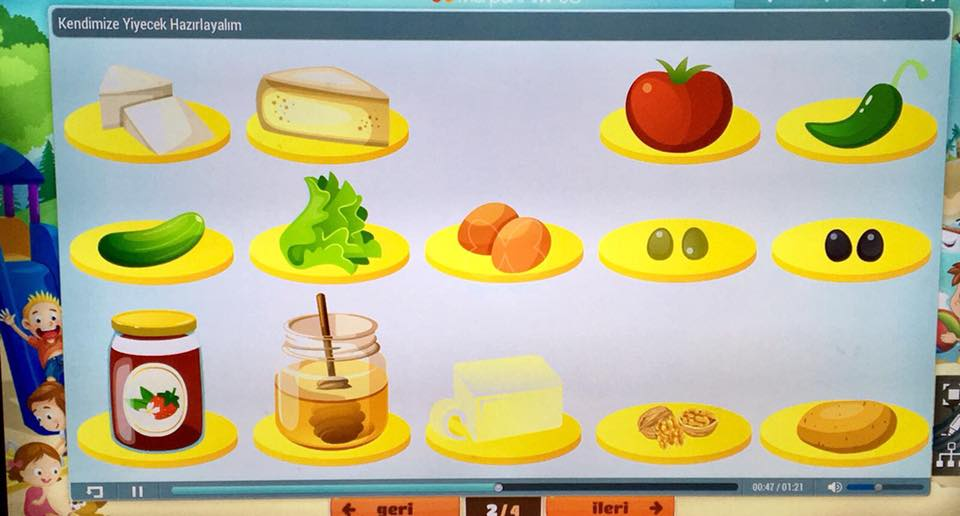 Kendimize Yiyecek Hazırlayalım
00:47 / 01:21
geri
2/4
ileri